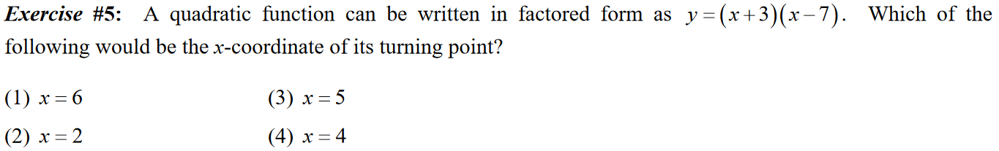 Exercise #5: A quadratic function can be written in factored form as y=(x+3)(x−7). Which of the
following would be the x-coordinate of its turning point?
(1) x=6 (3) x=5
(2) x=2 (4) x=4